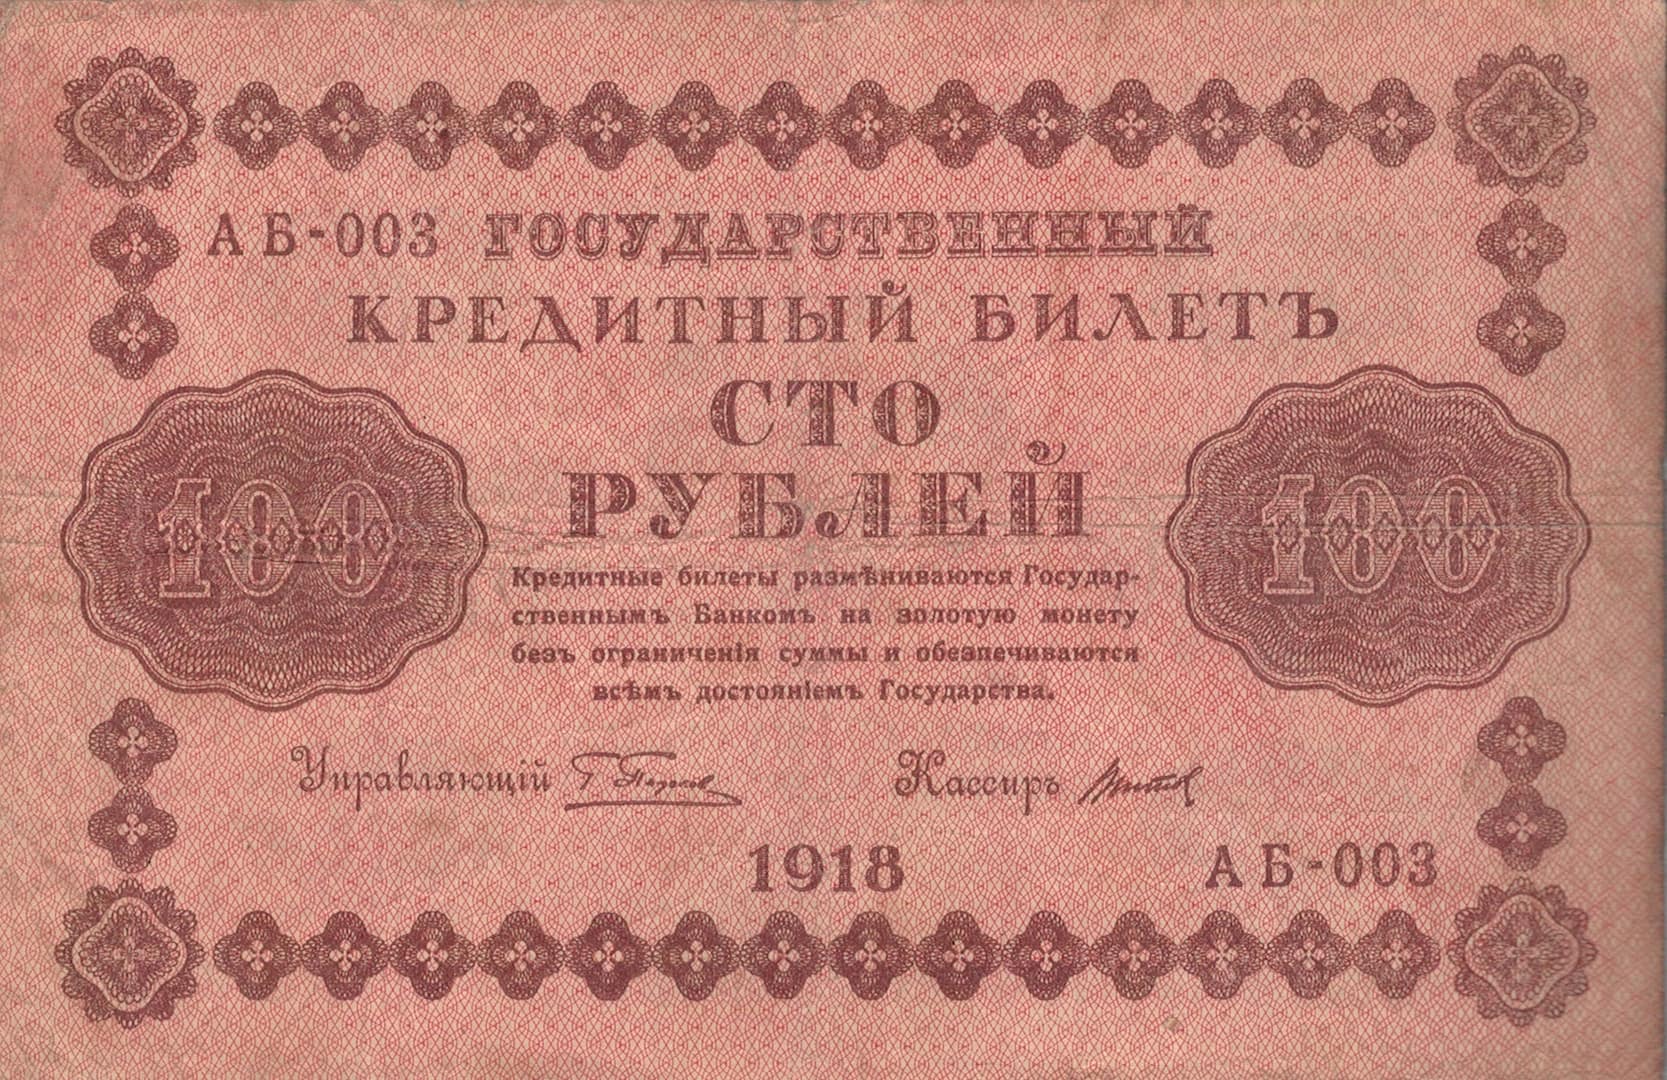 АБ-003 ГОСУДАРСТВЕННЫЙ
КРЕДИТНЫЙ БИЛЕТЪ
СТО
РУБЛЕЙ
100
100
Кредитные билеты размѣниваются Государ-
ственнымъ Банкомъ на золотую монету
безъ ограниченія суммы и обезпечиваются
всѣмъ достояніемъ Государства.
Управляющій Кассиръ
1918 АБ-003